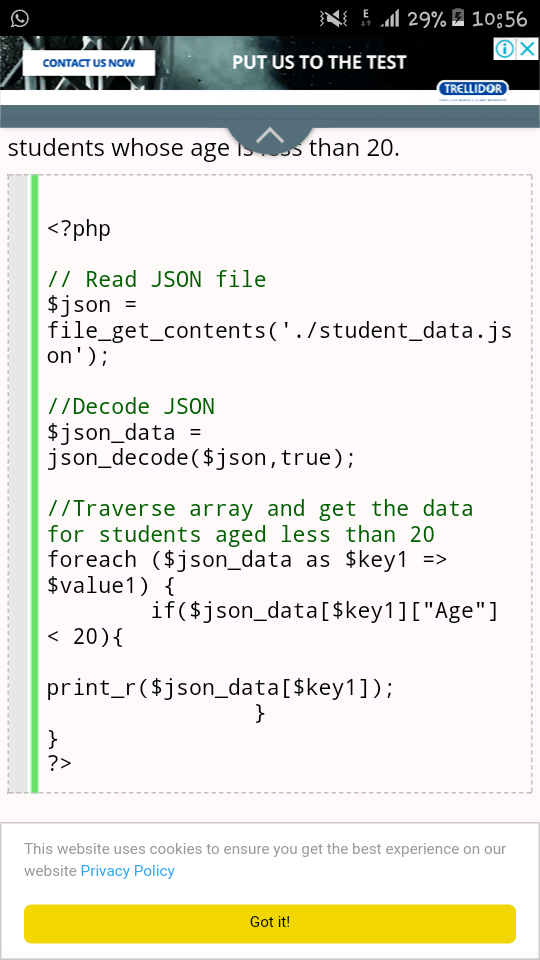 E 29% 10:56
CONTACT US NOW
PUT US TO THE TEST
TRELLIDOR
students whose age is less than 20.
<?php
// Read JSON file
$json =
file_get_contents('./student_data.js
on');
//Decode JSON
$json_data =
json_decode($json,true);
//Traverse array and get the data
for students aged less than 20
foreach ($json_data as $key1 =>
$value1) {
if($json_data[$key1]["Age"]
< 20){
print_r($json_data[$key1]);
}
}
?>
This website uses cookies to ensure you get the best experience on our
website Privacy Policy
Got it!